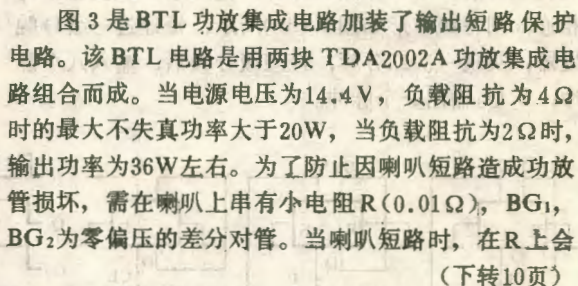 图3是BTL功放集成电路加装了输出短路保护
电路。该BTL电路是用两块TDA2002A功放集成电
路组合而成。当电源电压为14.4V，负载阻抗为4Ω
时的最大不失真功率大于20W，当负载阻抗为2Ω时，
输出功率为36W左右。为了防止因喇叭短路造成功放
管损坏，需在喇叭上串有小电阻R(0.01Ω)，BG₁，
BG₂为零偏压的差分对管。当喇叭短路时，在R上会
（下转10页）